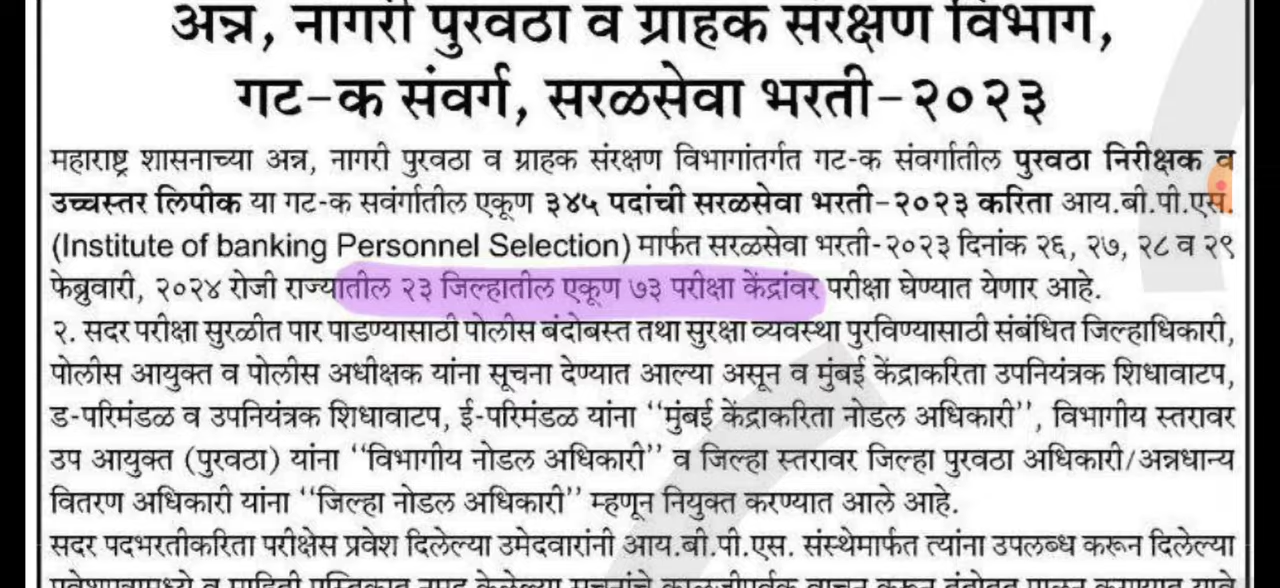 अन्न, नागरी पुरवठा व ग्राहक संरक्षण विभाग,
गट-क संवर्ग, सरळसेवा भरती-२०२३
महाराष्ट्र शासनाच्या अन्न, नागरी पुरवठा व ग्राहक संरक्षण विभागांतर्गत गट-क संवर्गातील पुरवठा निरीक्षक व
उच्चस्तर लिपीक या गट-क सवंर्गातील एकूण ३४५ पदांची सरळसेवा भरती-२०२३ करिता आय.बी.पी.एस.
(Institute of banking Personnel Selection) मार्फत सरळसेवा भरती-२०२३ दिनांक २६, २७, २८ व २९
फेब्रुवारी, २०२४ रोजी राज्यातील २३ जिल्हातील एकूण ७३ परीक्षा केंद्रांवर परीक्षा घेण्यात येणार आहे.
२. सदर परीक्षा सुरळीत पार पाडण्यासाठी पोलीस बंदोबस्त तथा सुरक्षा व्यवस्था पुरविण्यासाठी संबंधित जिल्हाधिकारी,
पोलीस आयुक्त व पोलीस अधीक्षक यांना सूचना देण्यात आल्या असून व मुंबई केंद्राकरिता उपनियंत्रक शिधावाटप,
ड-परिमंडळ व उपनियंत्रक शिधावाटप, ई-परिमंडळ यांना ‘‘मुंबई केंद्राकरिता नोडल अधिकारी’’, विभागीय स्तरावर
उप आयुक्त (पुरवठा) यांना ‘‘विभागीय नोडल अधिकारी’’ व जिल्हा स्तरावर जिल्हा पुरवठा अधिकारी/अन्नधान्य
वितरण अधिकारी यांना ‘‘जिल्हा नोडल अधिकारी’’ म्हणून नियुक्त करण्यात आले आहे.
सदर पदभरतीकरिता परीक्षेस प्रवेश दिलेल्या उमेदवारांनी आय.बी.पी.एस. संस्थेमार्फत त्यांना उपलब्ध करून दिलेल्या